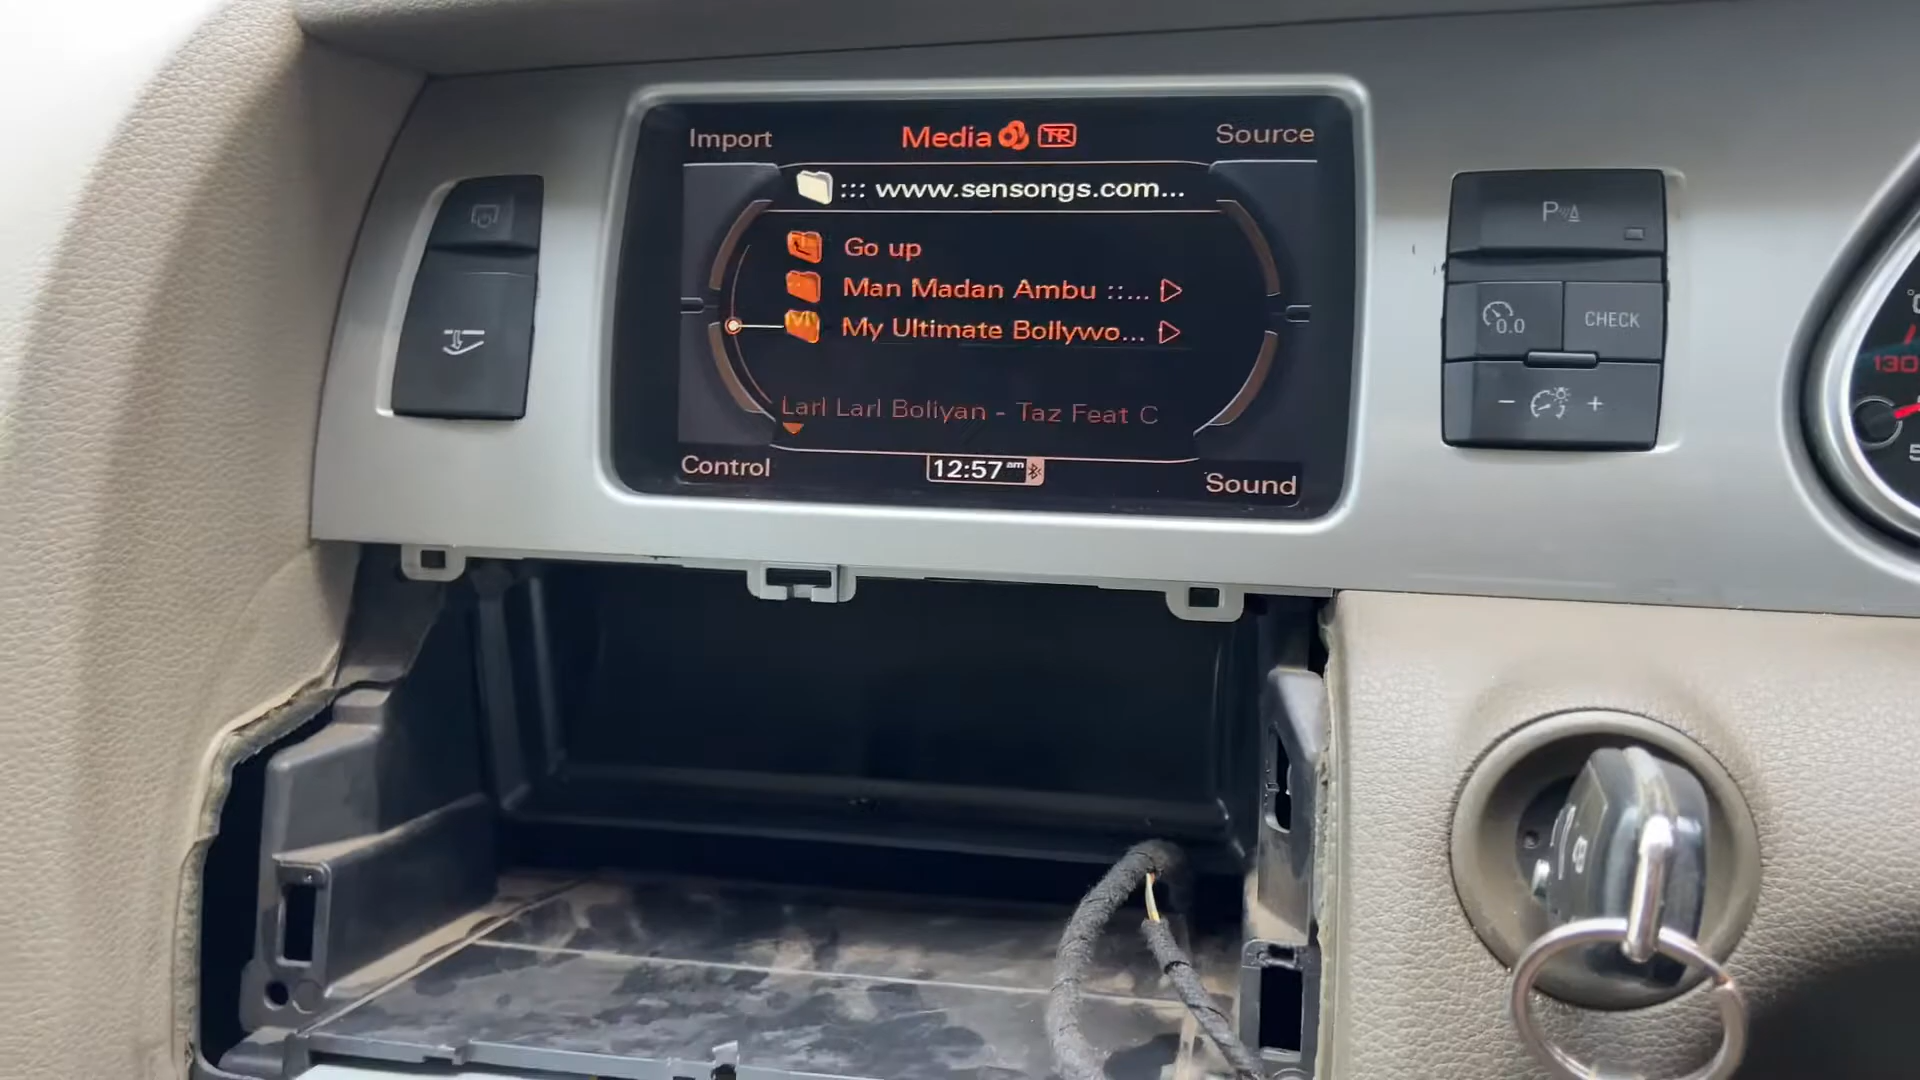 Import
Media TR
Source
::: www.sensongs.com...
Go up
Man Madan Ambu ::...
My Ultimate Bollywo...
Larl Larl Boliyan - Taz Feat C
Control
12:57 am
Sound
P
0.0
CHECK
- +
°C
130
5